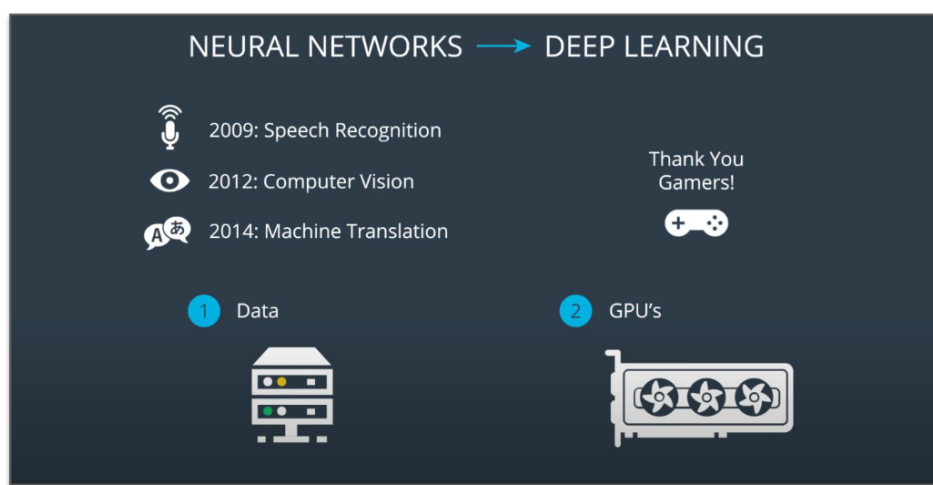 NEURAL NETWORKS → DEEP LEARNING
2009: Speech Recognition
2012: Computer Vision
A あ
2014: Machine Translation
Thank You
Gamers!
1 Data
2 GPU's